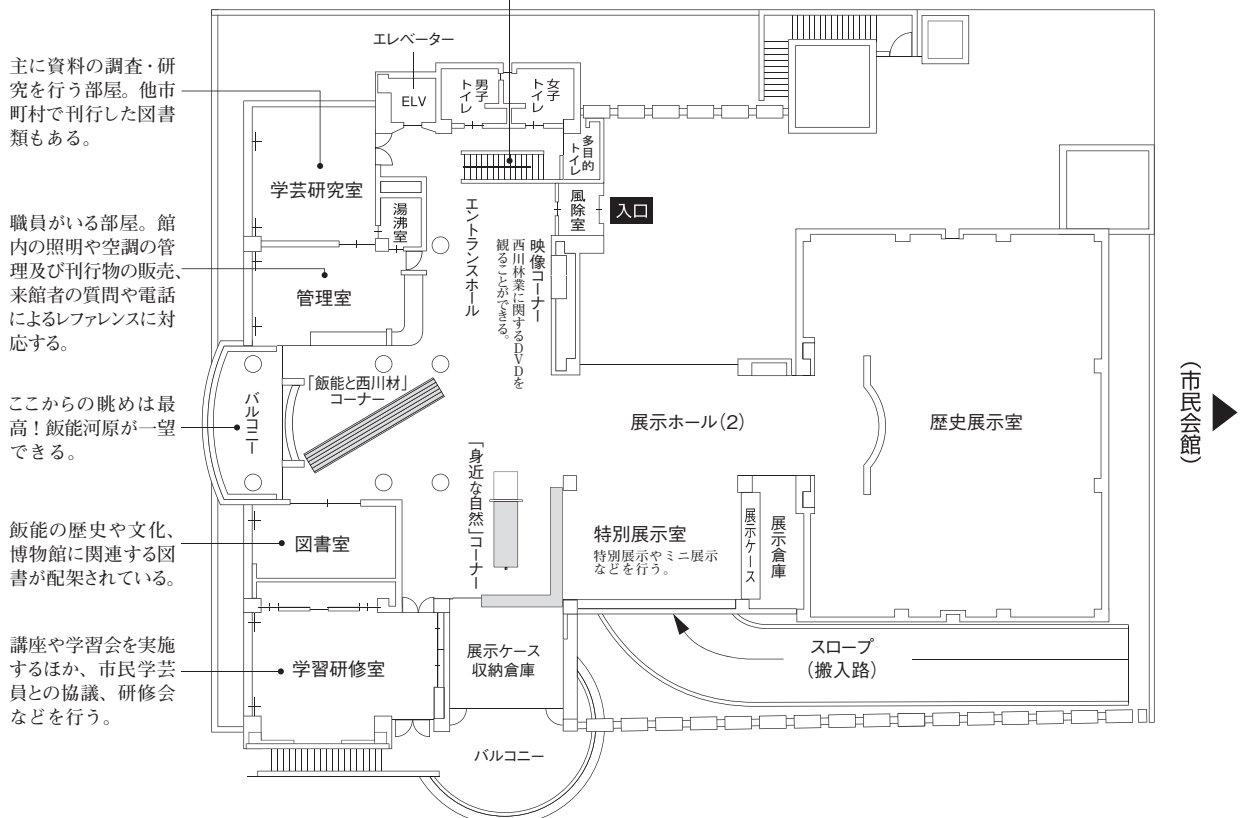 エレベーター
ELV
男子
トイレ
女子
トイレ
多目的
トイレ
主に資料の調査・研
究を行う部屋。他市
町村で刊行した図書
類もある。
学芸研究室
湯沸室
風除室
入口
エントランスホール
映像コーナー
西川林業に関するDVDを
観ることができる。
職員がいる部屋。館
内の照明や空調の管
理及び刊行物の販売、
来館者の質問や電話
によるレファレンスに対
応する。
管理室
「飯能と西川材」
コーナー
バルコニー
ここからの眺めは最
高！飯能河原が一望
できる。
展示ホール(2)
歴史展示室
(市民会館)
「身近な自然」コーナー
飯能の歴史や文化、
博物館に関連する図
書が配架されている。
図書室
特別展示室
特別展示やミニ展示
などを行う。
展示ケース
展示倉庫
講座や学習会を実施
するほか、市民学芸
員との協議、研修会
などを行う。
学習研修室
展示ケース
収納倉庫
スロープ
(搬入路)
バルコニー